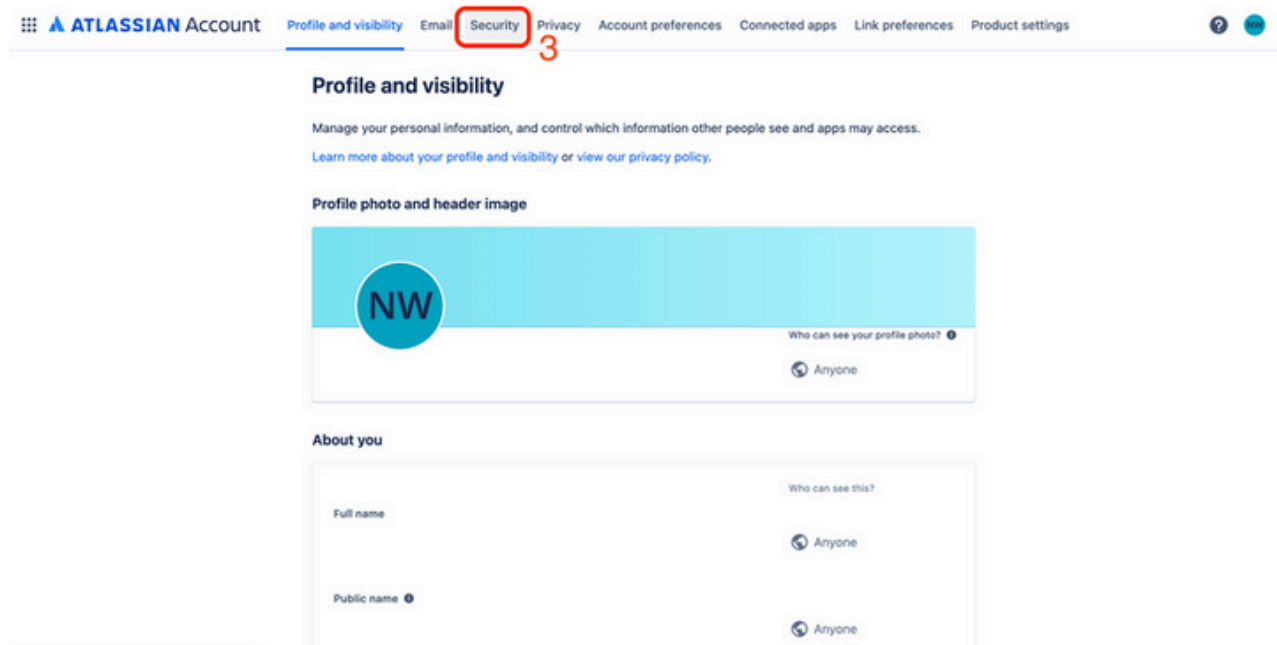 ATLASSIAN Account Profile and visibility Email Security Privacy Account preferences Connected apps Link preferences Product settings ? NW
3
Profile and visibility
Manage your personal information, and control which information other people see and apps may access.
Learn more about your profile and visibility or view our privacy policy.
Profile photo and header image
NW
Who can see your profile photo?
Anyone
About you
Who can see this?
Full name
Anyone
Public name
Anyone